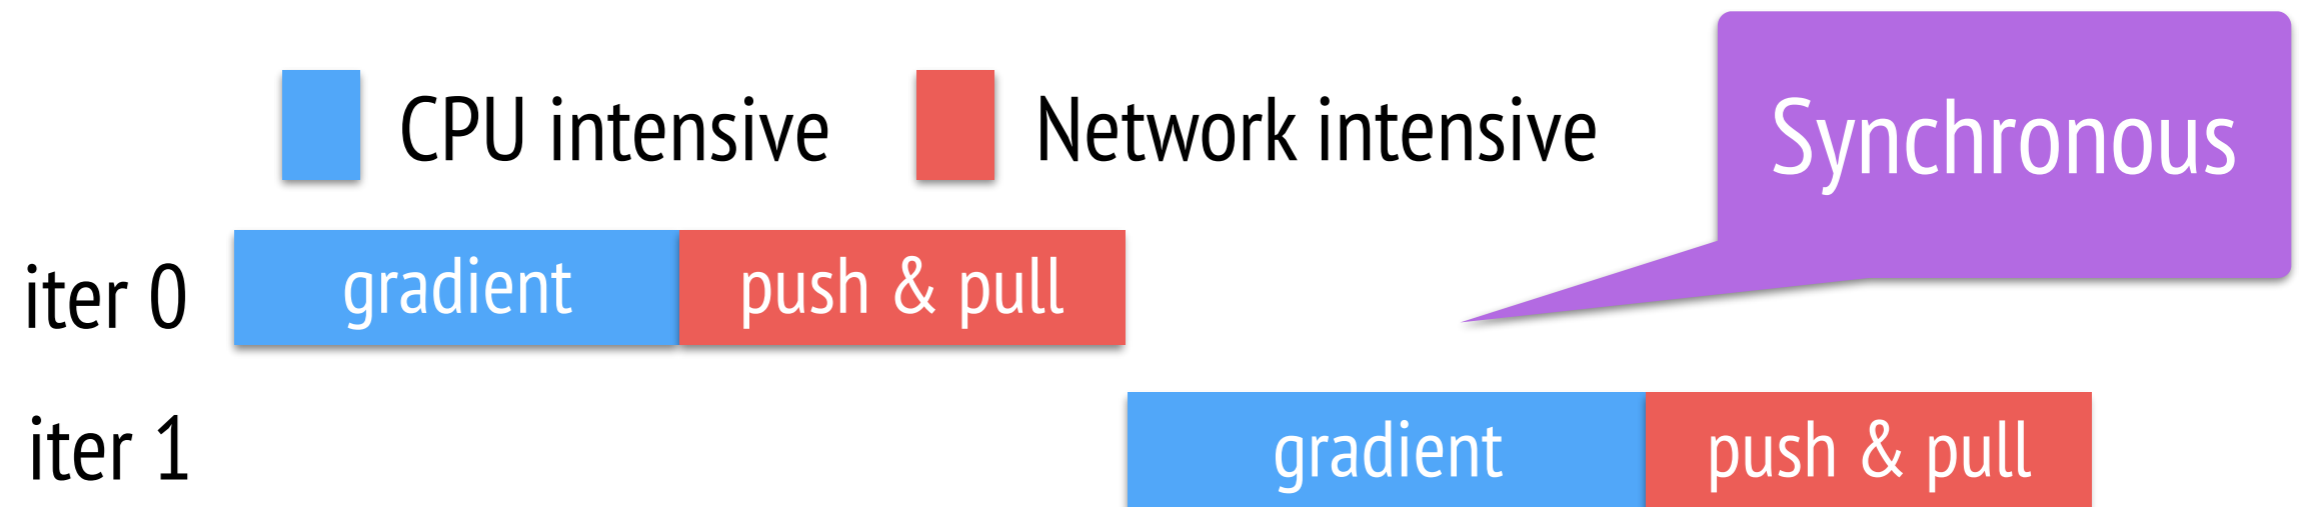 CPU intensive
Network intensive
Synchronous
iter 0
gradient
push & pull
iter 1
gradient
push & pull